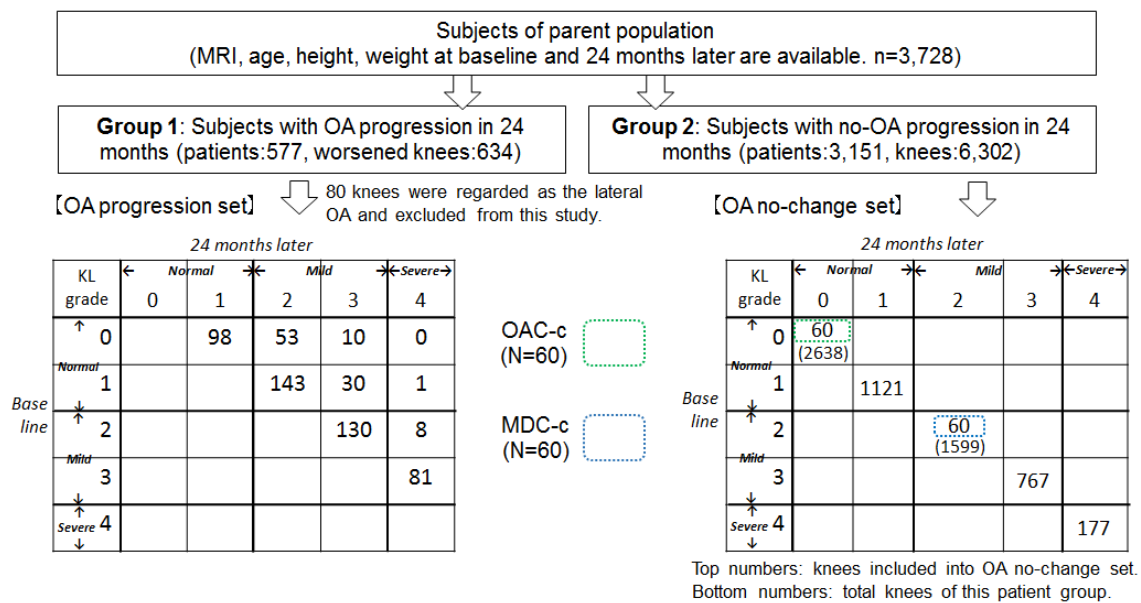 Subjects of parent population
(MRI, age, height, weight at baseline and 24 months later are available. n=3,728)
Group 1: Subjects with OA progression in 24
months (patients:577, worsened knees:634)
Group 2: Subjects with no-OA progression in 24
months (patients:3,151, knees:6,302)
【OA progression set】
80 knees were regarded as the lateral
OA and excluded from this study.
【OA no-change set】
24 months later
KL
grade
← Normal →
← Mild →
←Severe→
0 1 2 3 4
Base
line
↑ 0 98 53 10 0
Normal
↓ 1 143 30 1
↑ 2 130 8
Mild
↓ 3 81
↑
Severe 4
↓
OAC-c
(N=60)
MDC-c
(N=60)
24 months later
KL
grade
← Normal →
← Mild →
←Severe→
0 1 2 3 4
Base
line
↑ 0 60
(2638)
Normal
↓ 1 1121
↑ 2 60
(1599)
Mild
↓ 3 767
↑
Severe 4 177
↓
Top numbers: knees included into OA no-change set.
Bottom numbers: total knees of this patient group.